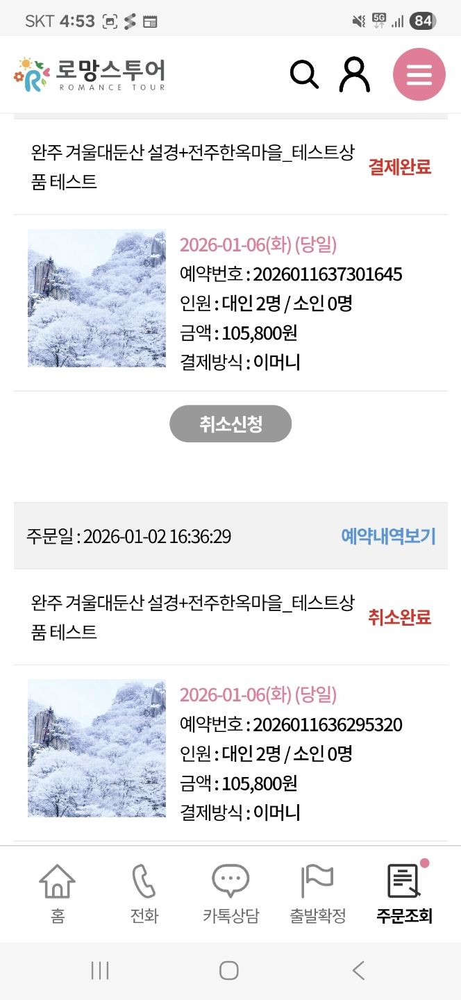 SKT 4:53
5G
84
로망스투어
ROMANCE TOUR
완주 겨울대둔산 설경+전주한옥마을_테스트상
품 테스트
결제완료
2026-01-06(화) (당일)
예약번호 : 2026011637301645
인원 : 대인 2명 / 소인 0명
금액 : 105,800원
결제방식 : 이머니
취소신청
주문일 : 2026-01-02 16:36:29
예약내역보기
완주 겨울대둔산 설경+전주한옥마을_테스트상
품 테스트
취소완료
2026-01-06(화) (당일)
예약번호 : 2026011636295320
인원 : 대인 2명 / 소인 0명
금액 : 105,800원
결제방식 : 이머니
홈
전화
카톡상담
출발확정
주문조회